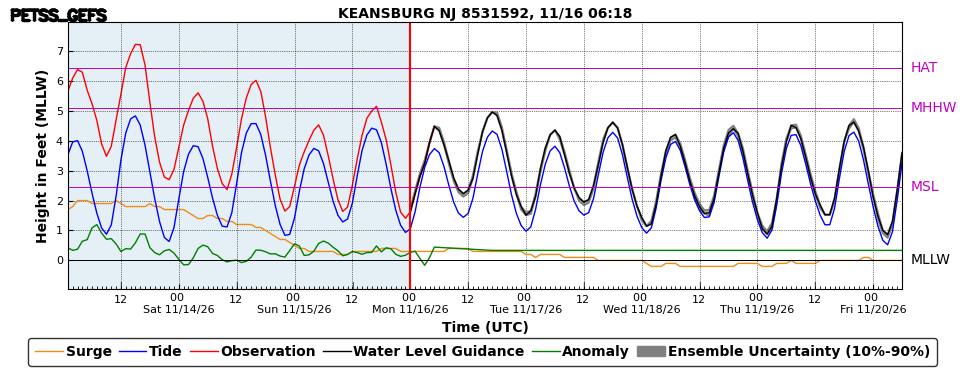 PETSS_GEFS
KEANSBURG NJ 8531592, 11/16 06:18
Height in Feet (MLLW)
7
6
5
4
3
2
1
0
HAT
MHHW
MSL
MLLW
12 00 12 00 12 00 12 00 12 00 12 00 12 00
Sat 11/14/26 Sun 11/15/26 Mon 11/16/26 Tue 11/17/26 Wed 11/18/26 Thu 11/19/26 Fri 11/20/26
Time (UTC)
Surge Tide Observation Water Level Guidance Anomaly Ensemble Uncertainty (10%-90%)